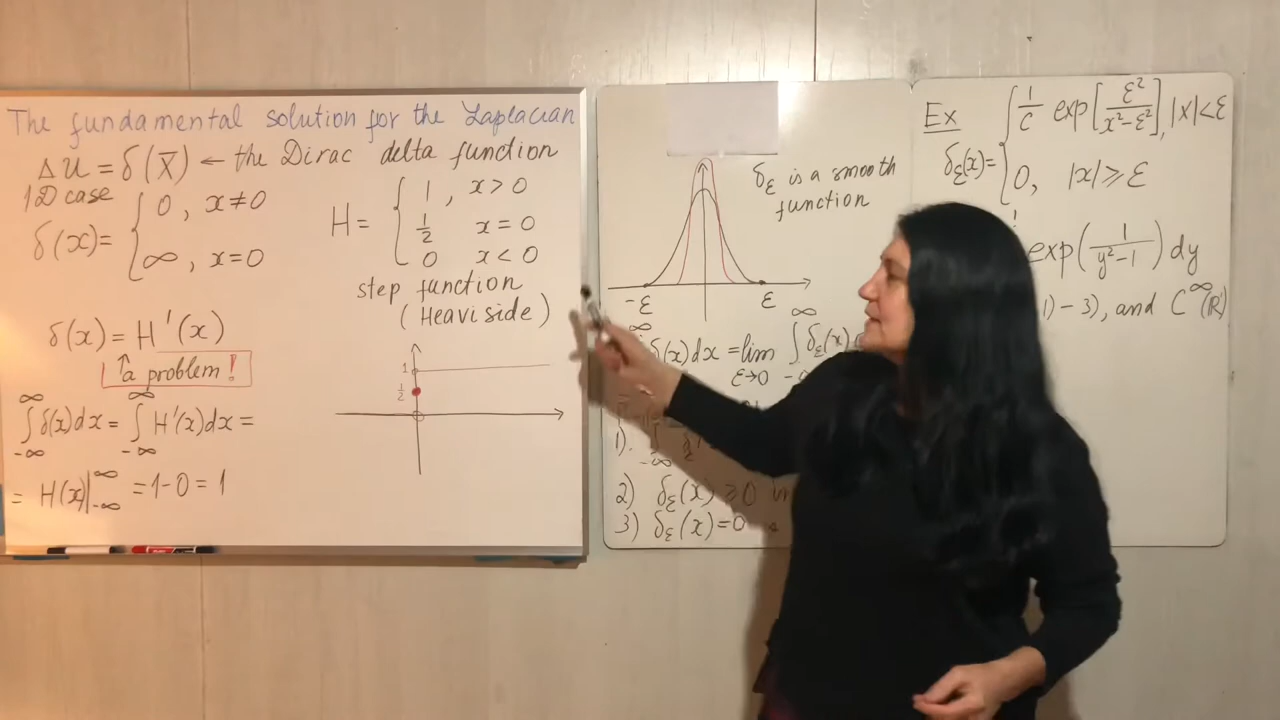 The fundamental solution for the Laplacian
Δu = δ(x̄) ← the Dirac delta function
1D case
δ(x) = { 0, x≠0
∞, x=0
H = { 1, x>0
1/2 x=0
0 x<0
step function
(Heaviside)
δ(x) = H'(x)
↑ a problem!
∫_{-∞}^{∞} δ(x)dx = ∫_{-∞}^{∞} H'(x)dx =
= H(x)|_{-∞}^{∞} = 1-0 = 1
1
1/2
δ_ε is a smooth
function
-ε ε
δ(x)dx = lim_{ε→0} ∫_{-∞}^{∞} δ_ε(x)
1).
2) δ_ε(x) ≥ 0
3) δ_ε(x) = 0
Ex
δ_ε(x) = { 1/c exp[ε²/(x²-ε²)], |x|<ε
0, |x|≥ε
exp(1/(y²-1))dy
1)-3), and C^∞(ℝ¹)